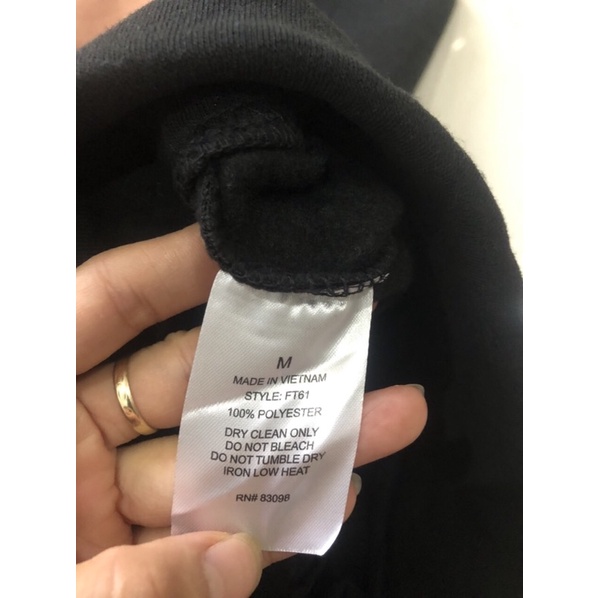 M
MADE IN VIETNAM
STYLE: FT61
100% POLYESTER
DRY CLEAN ONLY
DO NOT BLEACH
DO NOT TUMBLE DRY
IRON LOW HEAT
RN# 83098